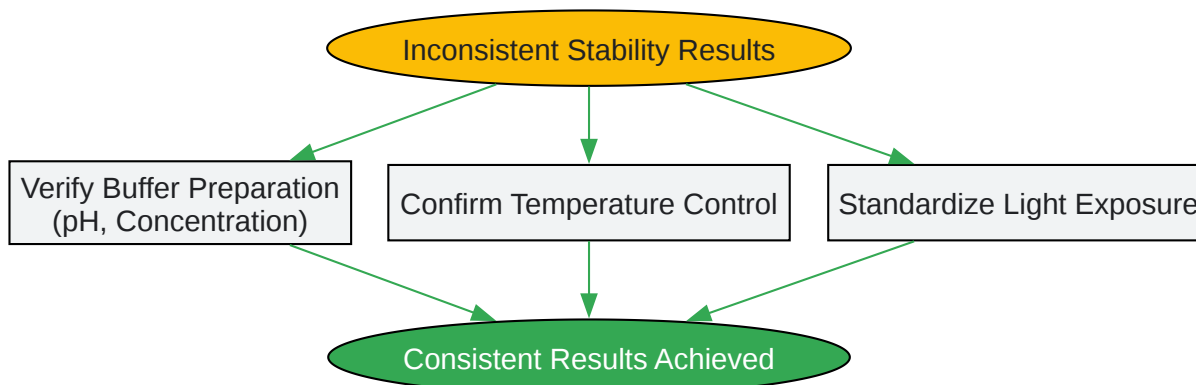 Inconsistent Stability Results
Verify Buffer Preparation
(pH, Concentration)
Confirm Temperature Control
Standardize Light Exposure
Consistent Results Achieved